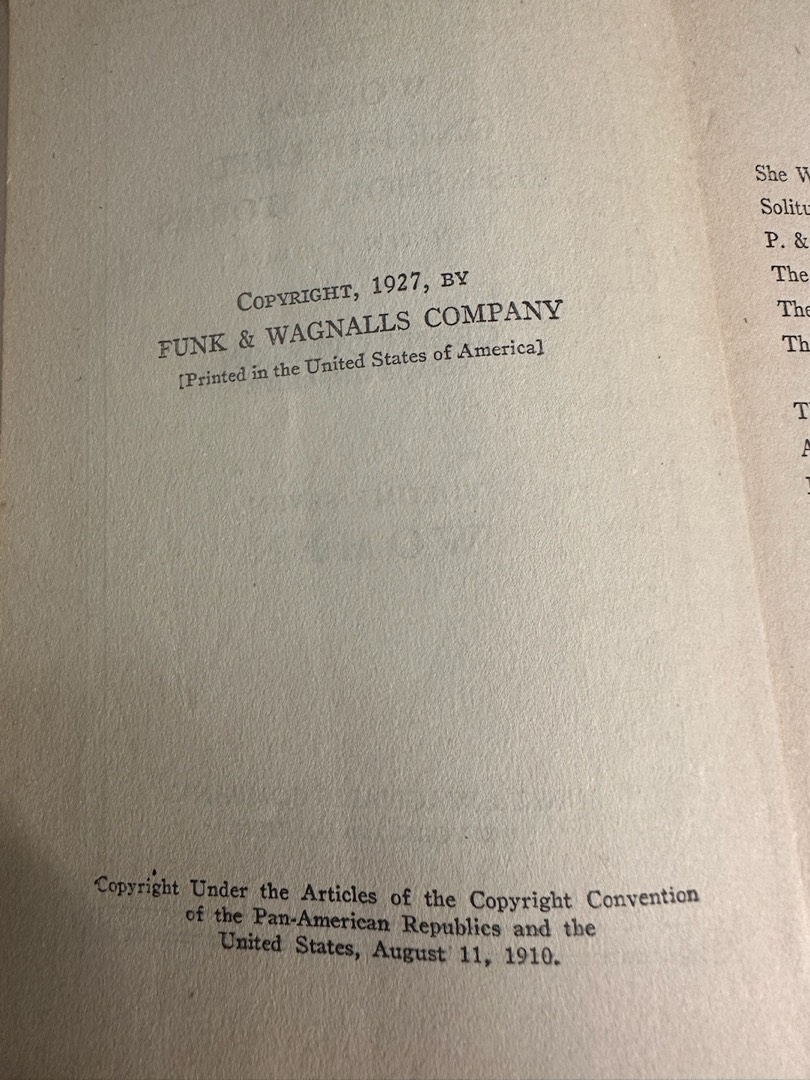 COPYRIGHT, 1927, BY
FUNK & WAGNALLS COMPANY
[Printed in the United States of America]
Copyright Under the Articles of the Copyright Convention
of the Pan-American Republics and the
United States, August 11, 1910.
She W
Solitu
P. &
The
The
Th
T
A